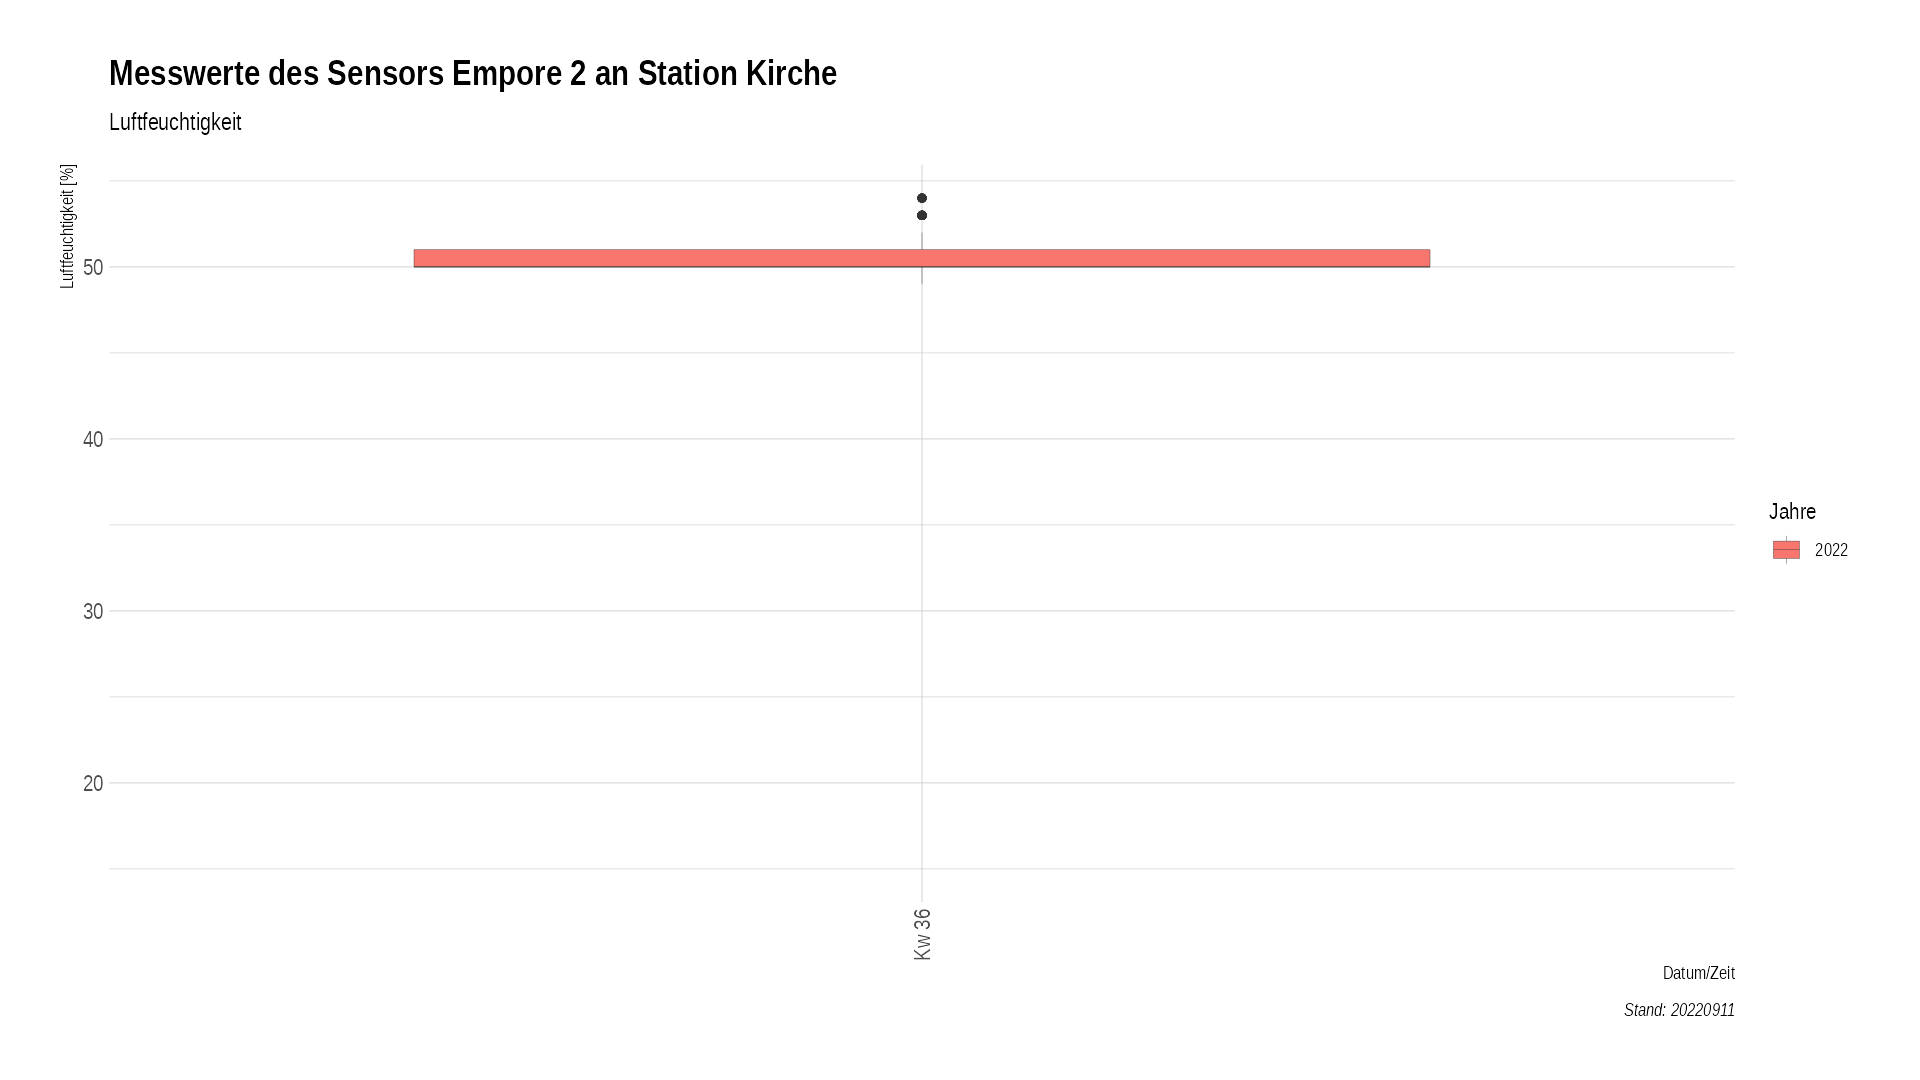 Messwerte des Sensors Empore 2 an Station Kirche
Luftfeuchtigkeit
Luftfeuchtigkeit [%]
50
40
30
20
Kw 36
Jahre
2022
Datum/Zeit
Stand: 20220911